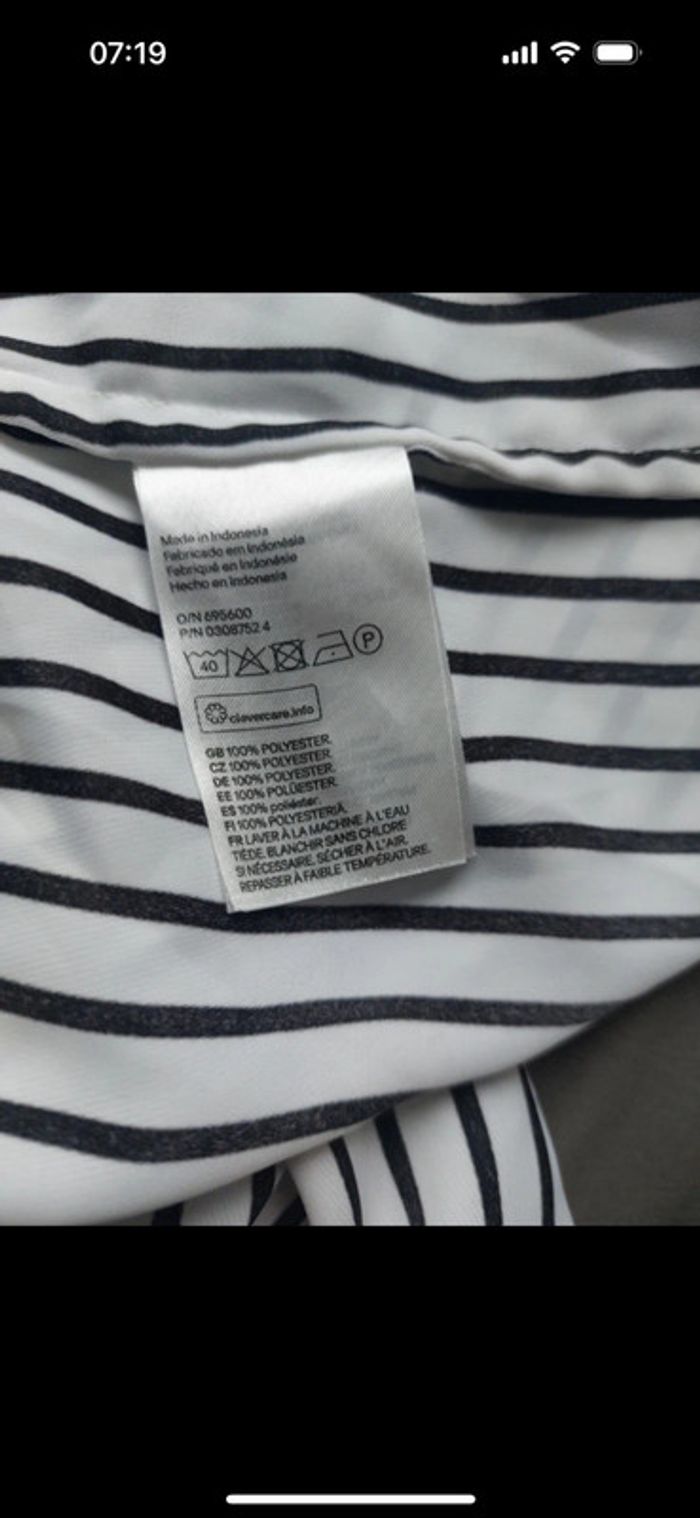 07:19
Made in Indonesia
Fabricado em Indonésia
Fabriqué en Indonésie
Hecho en Indonesia
O/N 695600
P/N 0308752 4
40
P
clevercare.info
GB 100% POLYESTER.
CZ 100% POLYESTER.
DE 100% POLYESTER.
EE 100% POLÜESTER.
ES 100% poliéster.
FI 100% POLYESTERIÄ.
FR LAVER À LA MACHINE À L'EAU
TIÈDE, BLANCHIR SANS CHLORE
SI NÉCESSAIRE, SÉCHER À L'AIR,
REPASSER À FAIBLE TEMPÉRATURE.